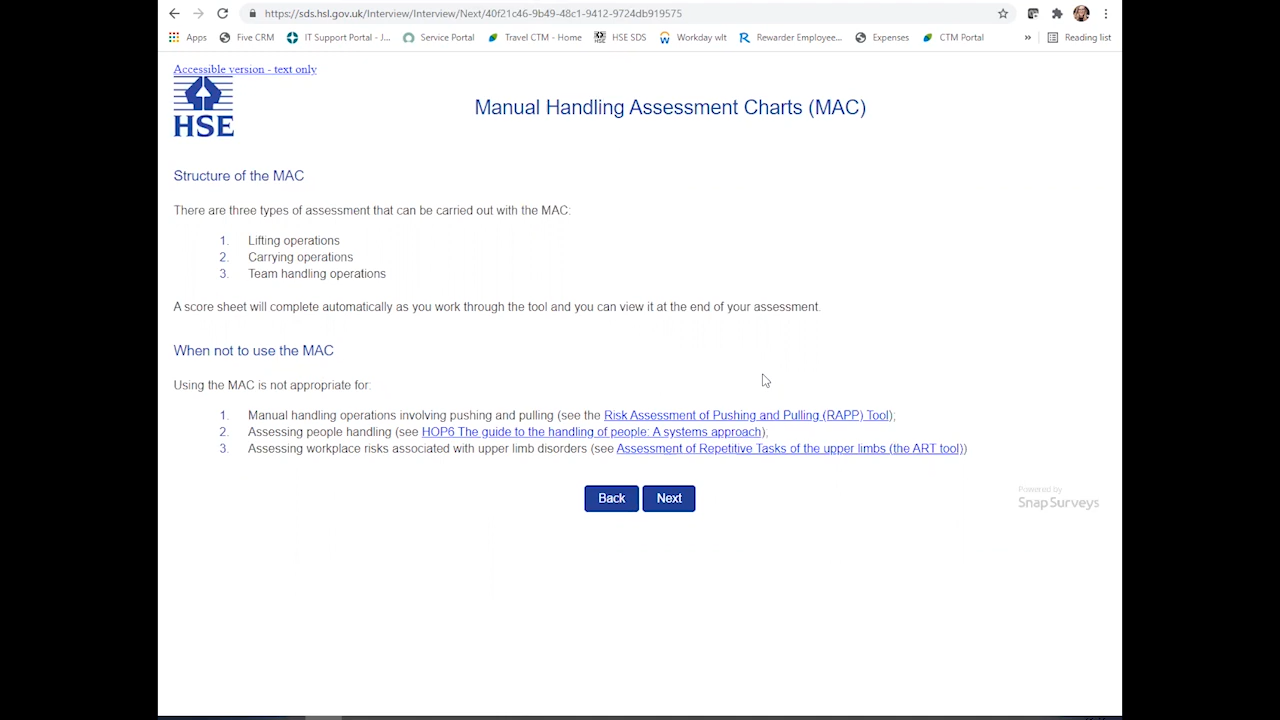 https://sds.hsl.gov.uk/Interview/Interview/Next/40f21c46-9b49-48c1-9412-9724db919575
Apps Five CRM IT Support Portal - J... Service Portal Travel CTM - Home HSE SDS Workday wlt Rewarder Employee... Expenses CTM Portal » Reading list
Accessible version - text only
HSE
Manual Handling Assessment Charts (MAC)
Structure of the MAC
There are three types of assessment that can be carried out with the MAC:
1. Lifting operations
2. Carrying operations
3. Team handling operations
A score sheet will complete automatically as you work through the tool and you can view it at the end of your assessment.
When not to use the MAC
Using the MAC is not appropriate for:
1. Manual handling operations involving pushing and pulling (see the Risk Assessment of Pushing and Pulling (RAPP) Tool);
2. Assessing people handling (see HOP6 The guide to the handling of people: A systems approach),
3. Assessing workplace risks associated with upper limb disorders (see Assessment of Repetitive Tasks of the upper limbs (the ART tool))
Back Next
Powered by
SnapSurveys